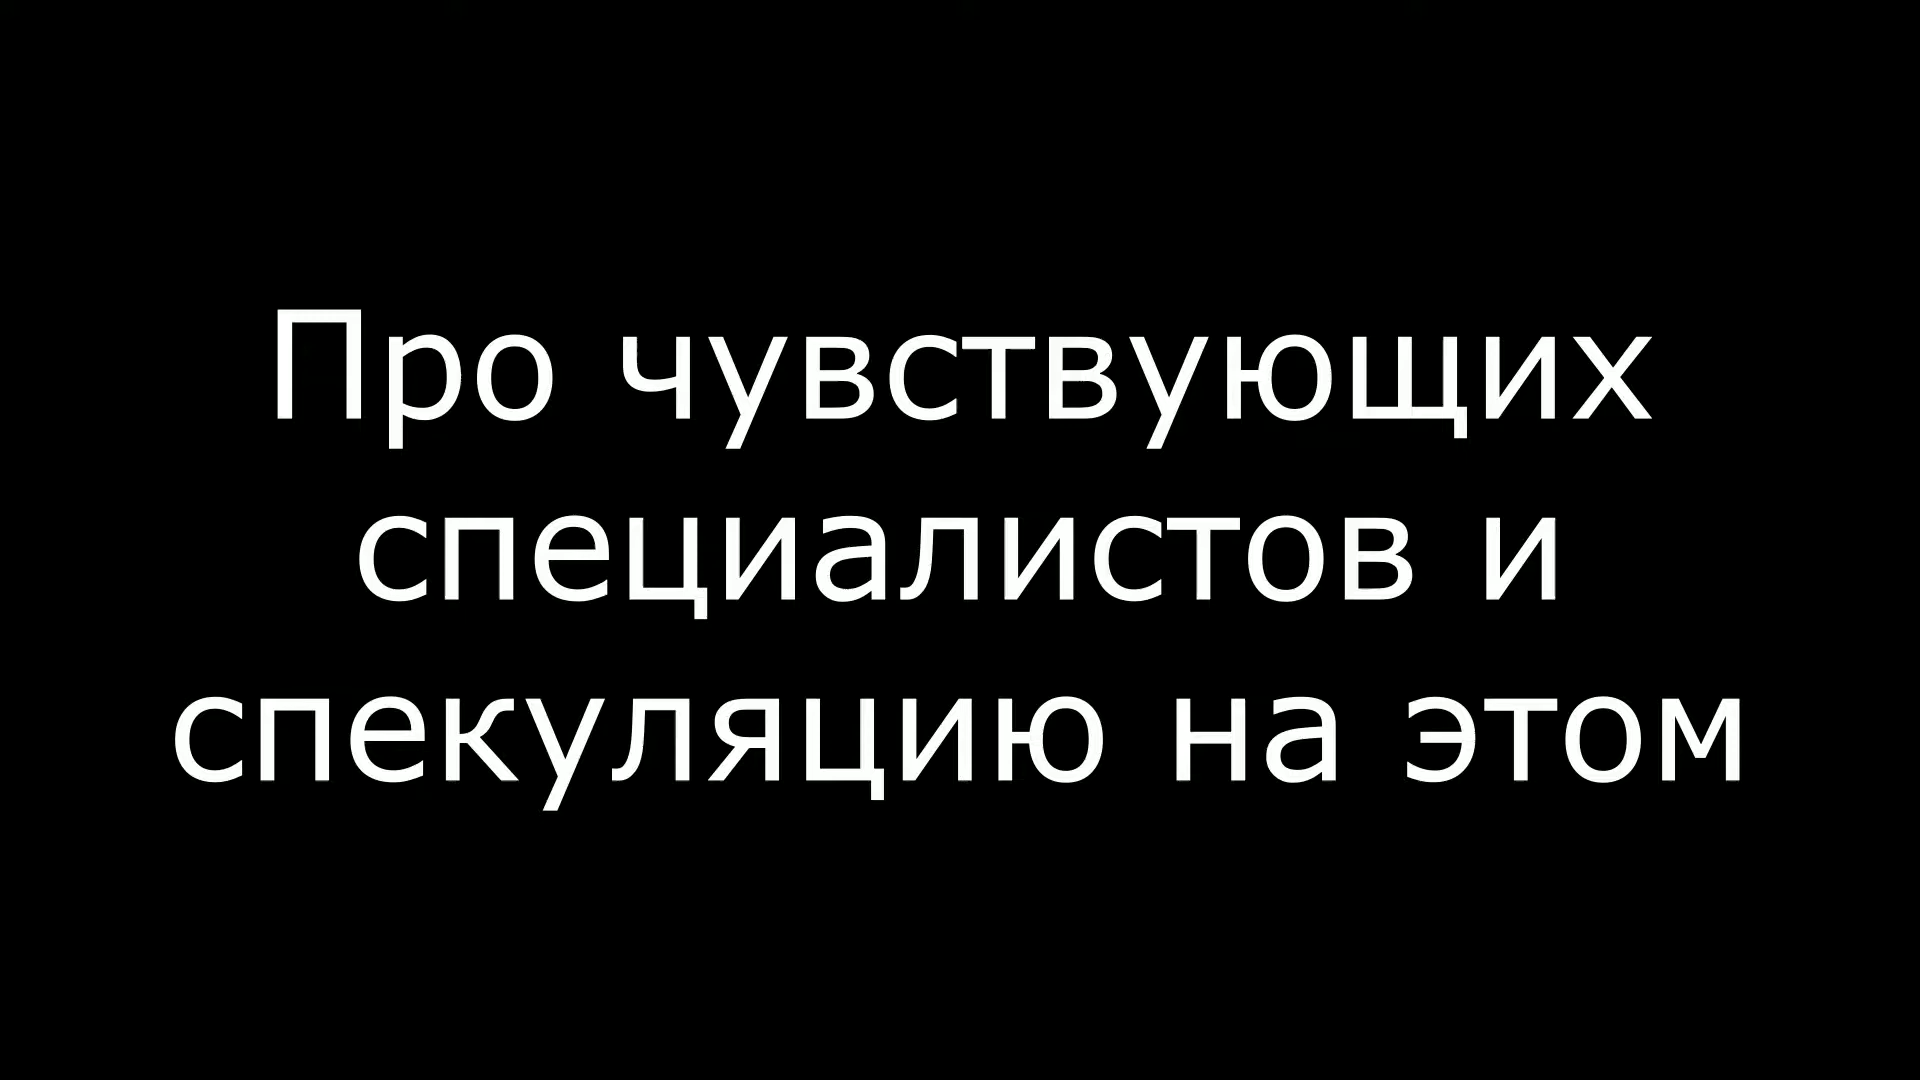 Про чувствующих
специалистов и
спекуляцию на этом